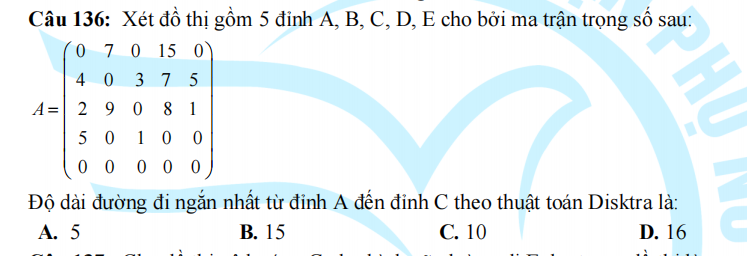 Câu 136: Xét đồ thị gồm 5 đỉnh A, B, C, D, E cho bởi ma trận trọng số sau:
0 7 0 15 0
4 0 3 7 5
A = 2 9 0 8 1
5 0 1 0 0
0 0 0 0 0
Độ dài đường đi ngắn nhất từ đỉnh A đến đỉnh C theo thuật toán Disktra là:
A. 5 B. 15 C. 10 D. 16